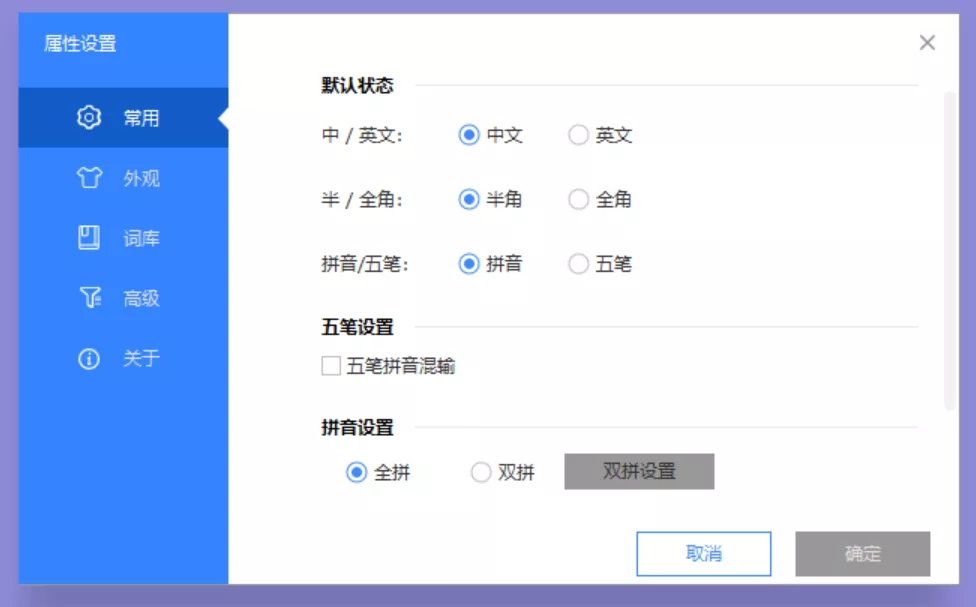 属性设置
常用
外观
词库
高级
关于
默认状态
中 / 英文: 中文 英文
半 / 全角: 半角 全角
拼音/五笔: 拼音 五笔
五笔设置
五笔拼音混输
拼音设置
全拼 双拼 双拼设置
取消 确定